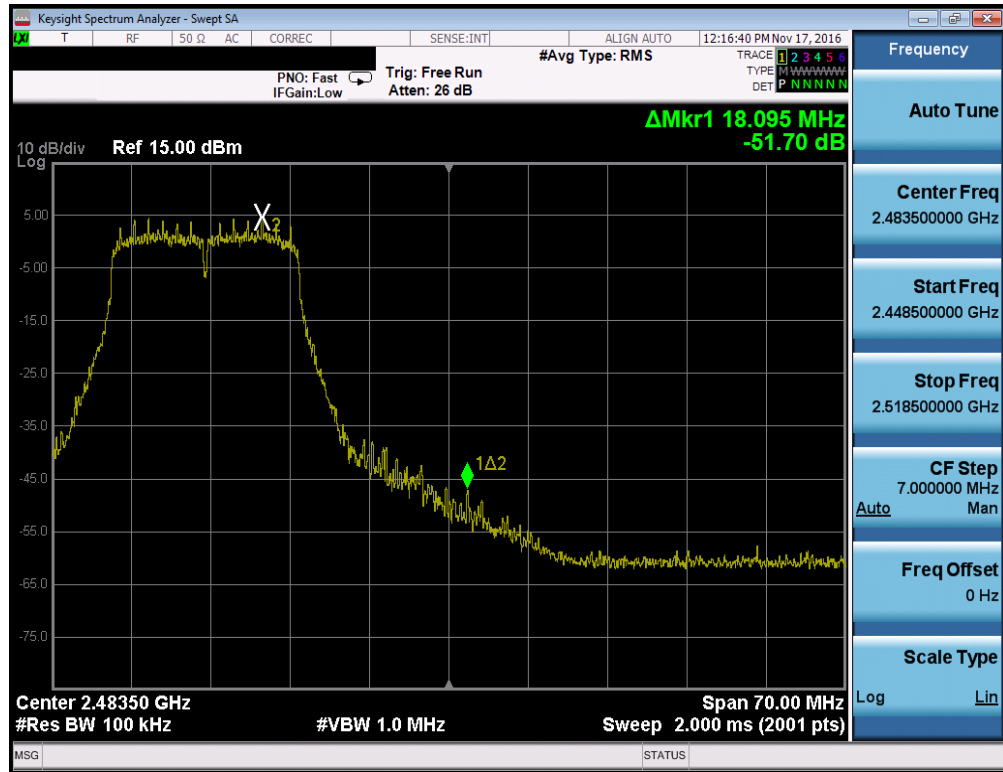 Keysight Spectrum Analyzer - Swept SA
LXI T RF 50 Ω AC CORREC SENSE:INT ALIGN AUTO 12:16:40 PM Nov 17, 2016
#Avg Type: RMS TRACE 1 2 3 4 5 6
PNO: Fast Trig: Free Run TYPE M WWWWW
IFGain:Low Atten: 26 dB DET P N N N N N
ΔMkr1 18.095 MHz
-51.70 dB
10 dB/div Ref 15.00 dBm
Log
5.00
-5.00
-15.0
-25.0
-35.0
-45.0
-55.0
-65.0
-75.0
X2
1Δ2
Center 2.48350 GHz Span 70.00 MHz
#Res BW 100 kHz #VBW 1.0 MHz Sweep 2.000 ms (2001 pts)
MSG STATUS
Frequency
Auto Tune
Center Freq
2.483500000 GHz
Start Freq
2.448500000 GHz
Stop Freq
2.518500000 GHz
CF Step
7.000000 MHz
Auto Man
Freq Offset
0 Hz
Scale Type
Log Lin